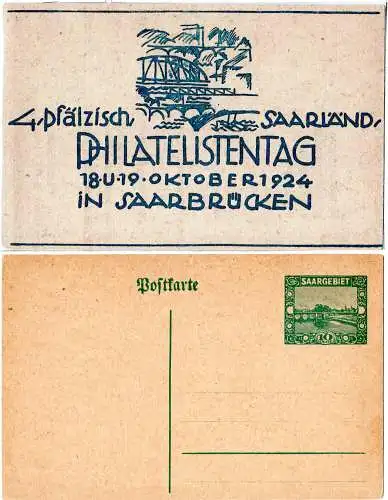 4. Pfälzisch. SAARLÄND.
PHILATELISTENTAG
18.U.19.OKTOBER 1924
iN SAARBRÜCKEN
Postkarte
SAARGEBIET